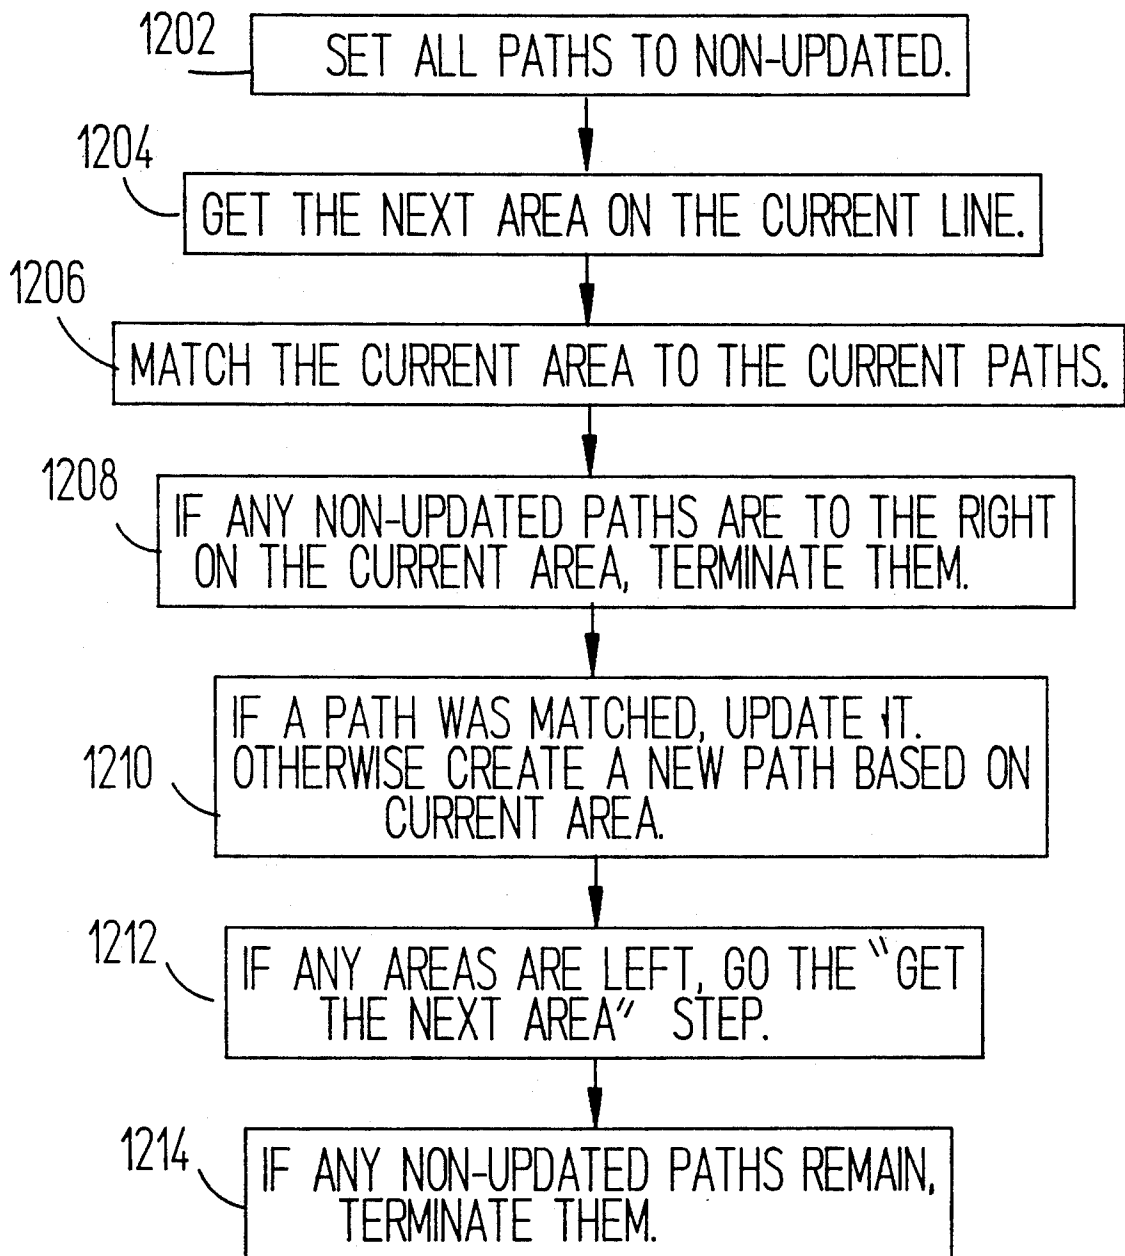 1202
SET ALL PATHS TO NON-UPDATED.
1204
GET THE NEXT AREA ON THE CURRENT LINE.
1206
MATCH THE CURRENT AREA TO THE CURRENT PATHS.
1208
IF ANY NON-UPDATED PATHS ARE TO THE RIGHT
ON THE CURRENT AREA, TERMINATE THEM.
1210
IF A PATH WAS MATCHED, UPDATE IT.
OTHERWISE CREATE A NEW PATH BASED ON
CURRENT AREA.
1212
IF ANY AREAS ARE LEFT, GO THE "GET
THE NEXT AREA" STEP.
1214
IF ANY NON-UPDATED PATHS REMAIN,
TERMINATE THEM.